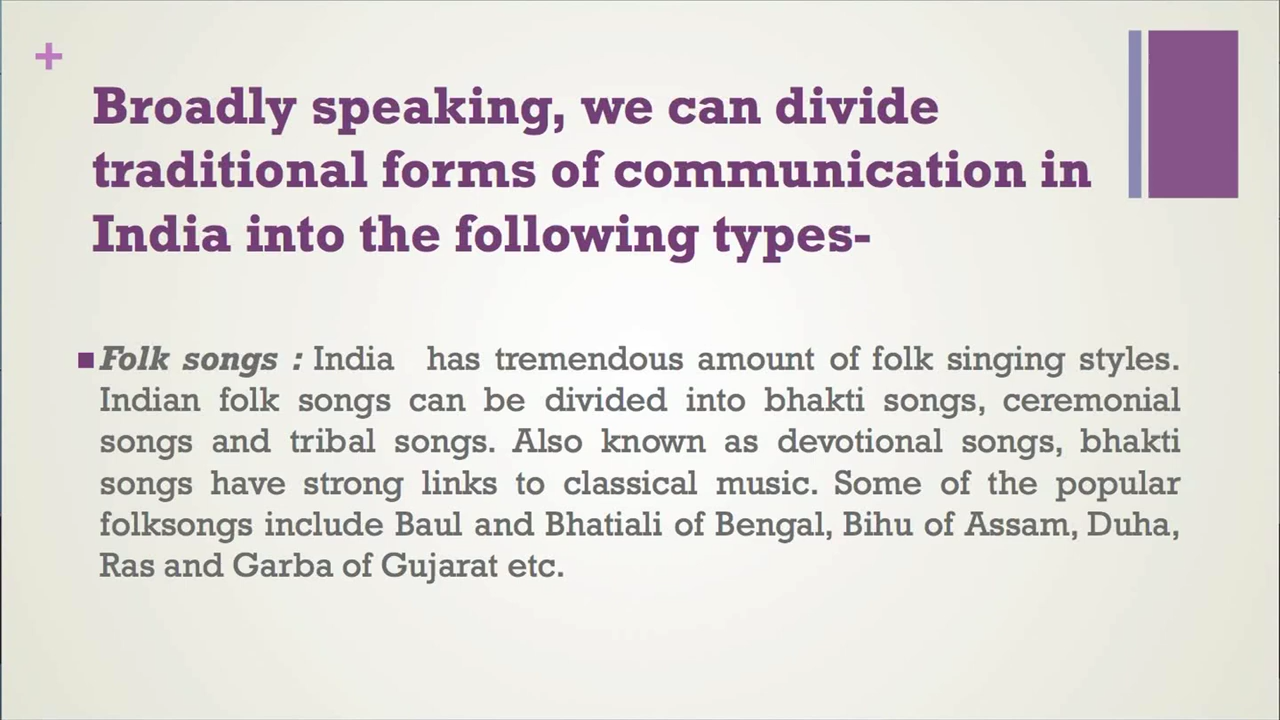 +
Broadly speaking, we can divide
traditional forms of communication in
India into the following types-
Folk songs : India has tremendous amount of folk singing styles.
Indian folk songs can be divided into bhakti songs, ceremonial
songs and tribal songs. Also known as devotional songs, bhakti
songs have strong links to classical music. Some of the popular
folksongs include Baul and Bhatiali of Bengal, Bihu of Assam, Duha,
Ras and Garba of Gujarat etc.